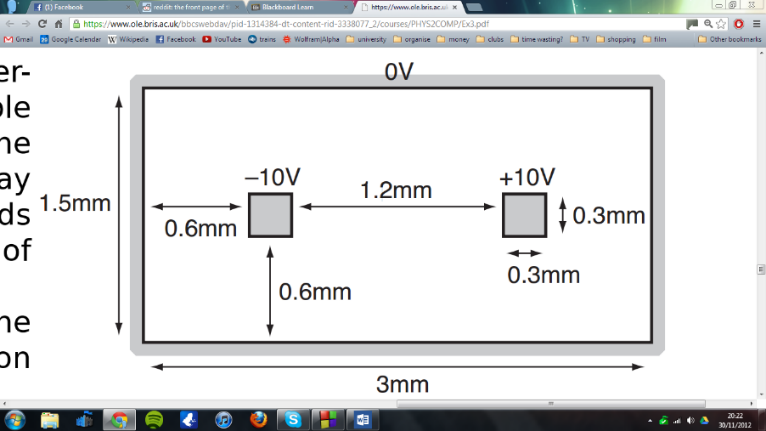 (1) Facebook
reddit: the front page of
Blackboard Learn
https://www.ole.bris.ac.uk
https://www.ole.bris.ac.uk/bbcswebdav/pid-1314384-dt-content-rid-3338077_2/courses/PHYS2COMP/Ex3.pdf
Gmail Google Calendar Wikipedia Facebook YouTube trains Wolfram|Alpha university organise money clubs time wasting! TV shopping film Other bookmarks
er-
ole
ne
ay
ds
of
ne
on
0V
−10V
+10V
1.2mm
1.5mm
0.6mm
0.3mm
0.3mm
0.6mm
3mm
20:22
30/11/2012